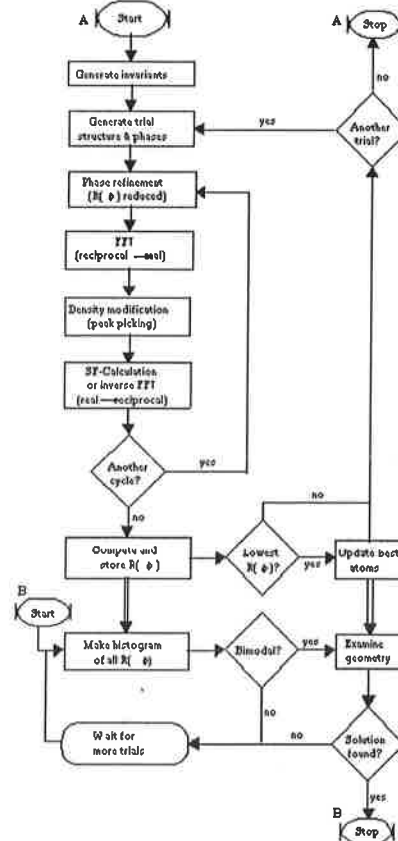 A
Start
A
Stop
Generate invariants
no
Generate trial
structure & phases
yes
Another
trial?
Phase refinement
(R( ϕ ) reduced)
FFT
(reciprocal → real)
Density modification
(peak picking)
SF-Calculation
or inverse FFT
(real → reciprocal)
Another
cycle?
yes
no
no
Compute and
store R( ϕ )
Lowest
R( ϕ )?
yes
Update best
atoms
B
Start
Make histogram
of all R( ϕ )
Bimodal?
yes
Examine
geometry
no
Wait for
more trials
no
Solution
found?
yes
B
Stop